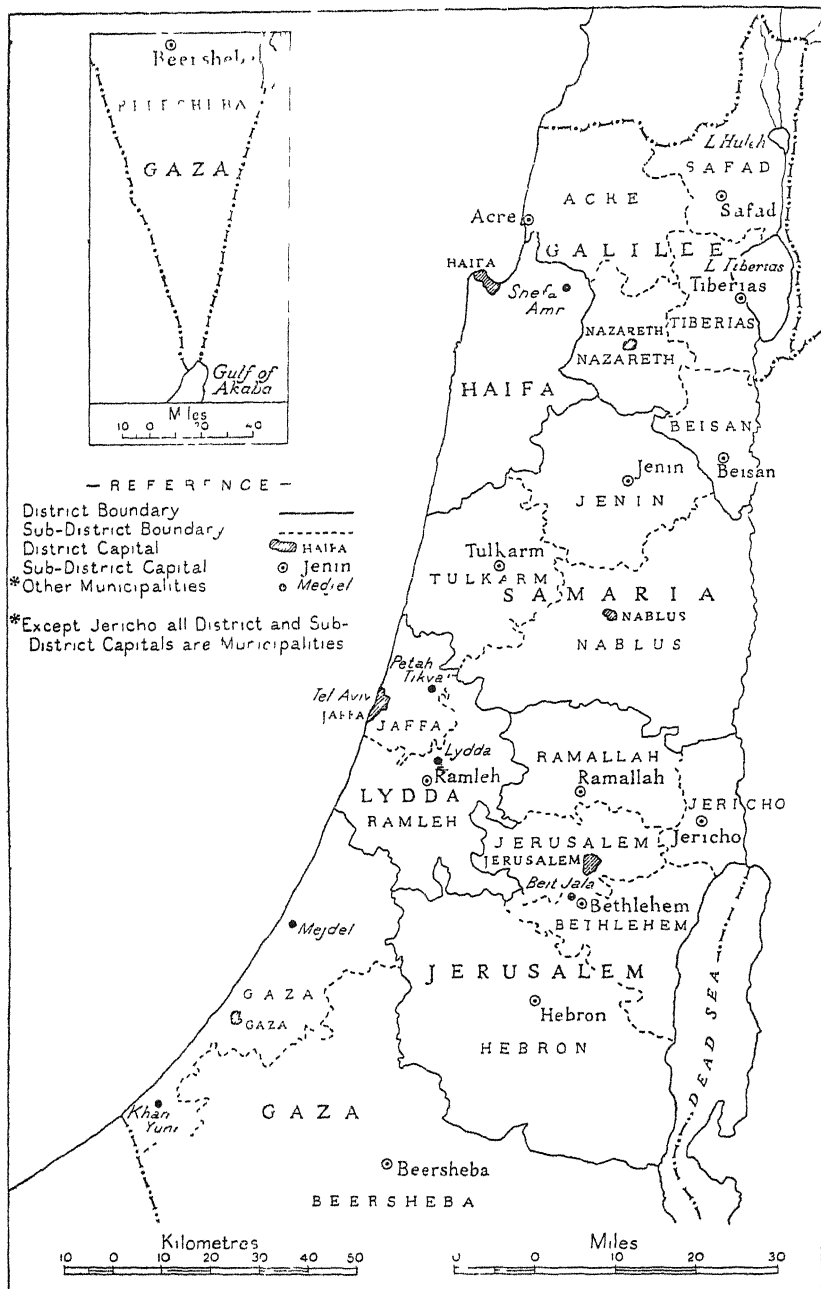 Beersheba
BEERSHEBA
GAZA
Gulf of
Akaba
Miles
10 0 20 40
— REFERENCE —
District Boundary
Sub-District Boundary
District Capital HAIFA
Sub-District Capital Jenin
*Other Municipalities Mejdel
*Except Jericho all District and Sub-
District Capitals are Municipalities
L Huleh
SAFAD
Safad
ACRE
Acre
GALILEE
HAIFA
L Tiberias
Tiberias
Shefa
Amr
NAZARETH
TIBERIAS
NAZARETH
HAIFA
BEISAN
Jenin
Beisan
JENIN
Tulkarm
TULKARM
SAMARIA
NABLUS
NABLUS
Petah
Tikva
Tel Aviv
JAFFA
JAFFA
Lydda
Ramleh
LYDDA
RAMLEH
RAMALLAH
Ramallah
JERICHO
Jericho
JERUSALEM
JERUSALEM
Beit Jala
Bethlehem
BETHLEHEM
Mejdel
JERUSALEM
GAZA
GAZA
Hebron
HEBRON
DEAD SEA
Khan
Yuni
GAZA
Beersheba
BEERSHEBA
Kilometres
10 0 10 20 30 40 50
Miles
0 0 10 20 30